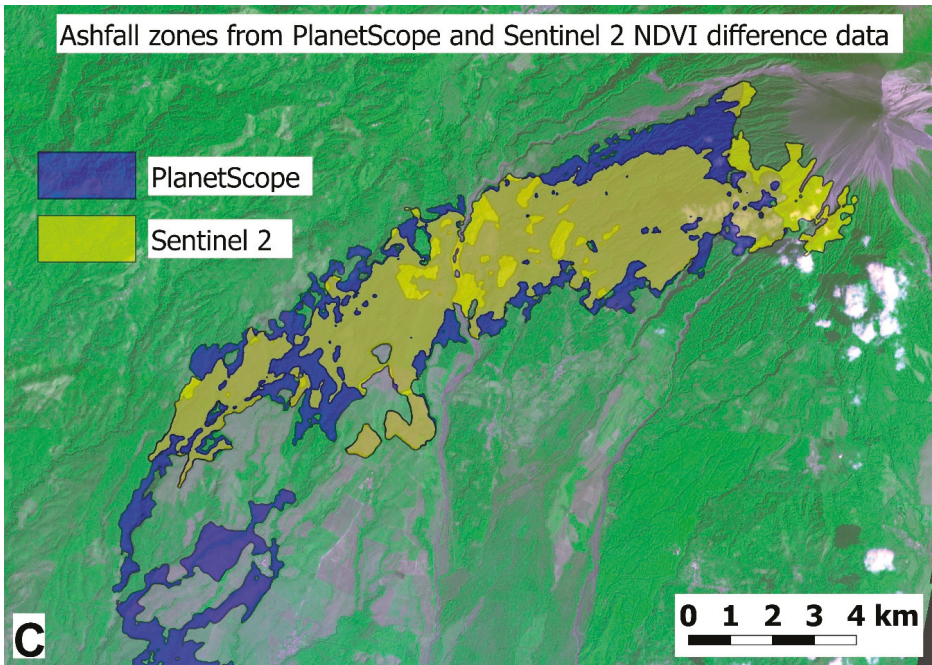 Ashfall zones from PlanetScope and Sentinel 2 NDVI difference data
PlanetScope
Sentinel 2
C
0 1 2 3 4 km